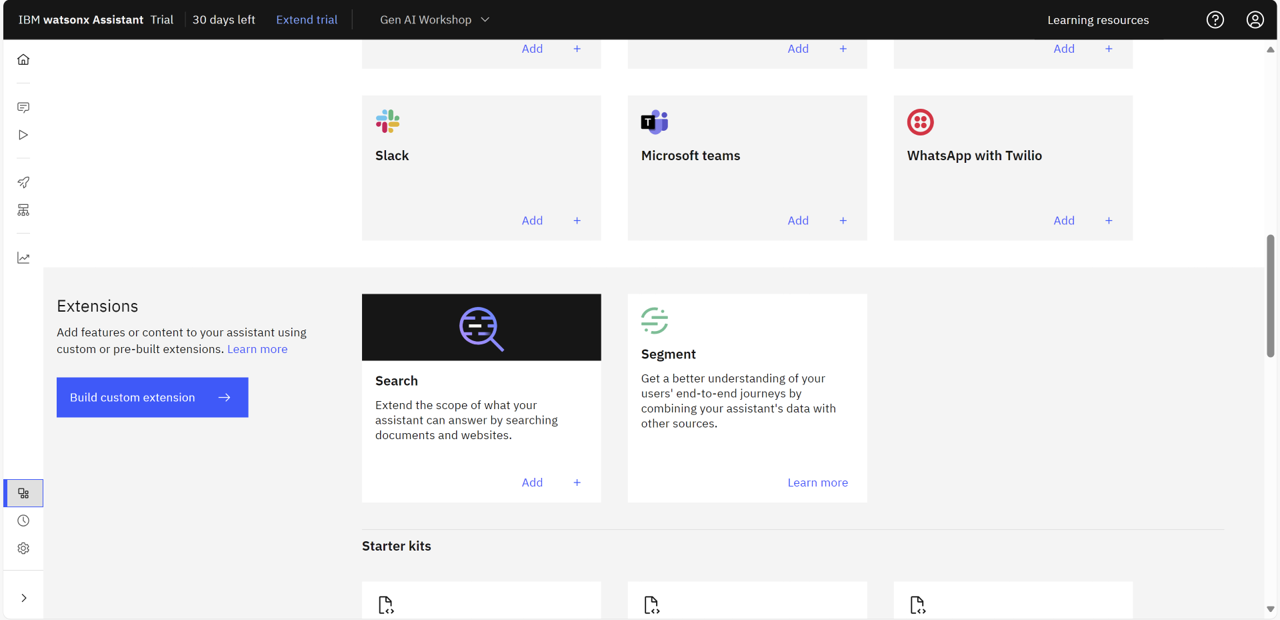 IBM watsonx Assistant Trial 30 days left Extend trial Gen AI Workshop Learning resources
Add + Add + Add +
Slack Microsoft teams WhatsApp with Twilio
Add + Add + Add +
Extensions
Add features or content to your assistant using
custom or pre-built extensions. Learn more
Build custom extension
Search
Extend the scope of what your
assistant can answer by searching
documents and websites.
Add +
Segment
Get a better understanding of your
users' end-to-end journeys by
combining your assistant's data with
other sources.
Learn more
Starter kits